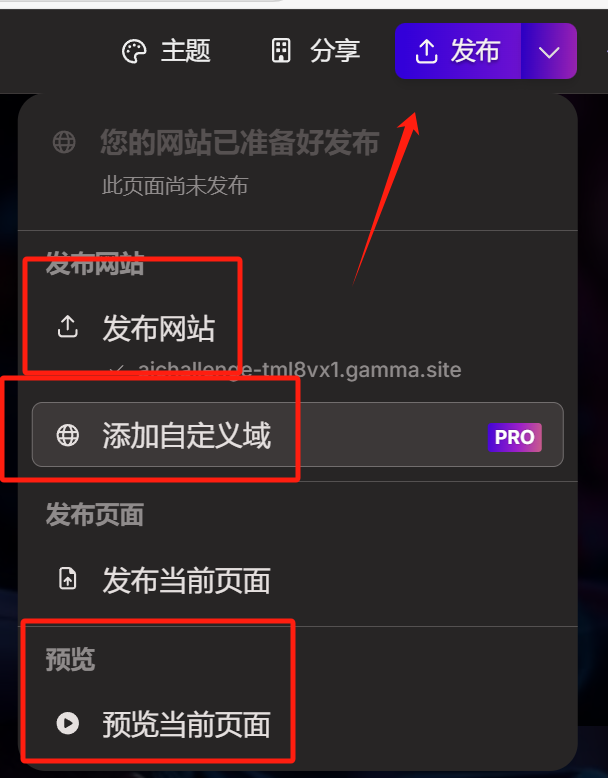 主题 分享 发布
您的网站已准备好发布
此页面尚未发布
发布网站
发布网站
aichallenge-tml8vx1.gamma.site
添加自定义域 PRO
发布页面
发布当前页面
预览
预览当前页面